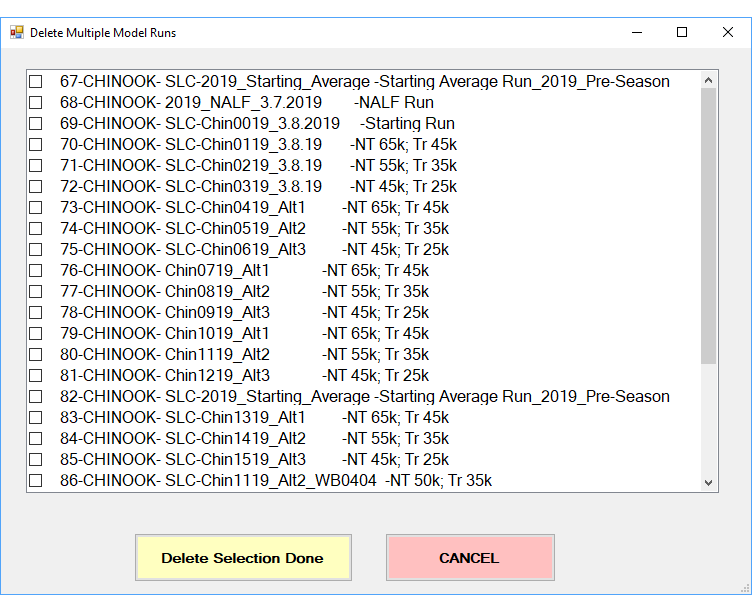 Delete Multiple Model Runs
67-CHINOOK- SLC-2019_Starting_Average -Starting Average Run_2019_Pre-Season
68-CHINOOK- 2019_NALF_3.7.2019 -NALF Run
69-CHINOOK- SLC-Chin0019_3.8.2019 -Starting Run
70-CHINOOK- SLC-Chin0119_3.8.19 -NT 65k; Tr 45k
71-CHINOOK- SLC-Chin0219_3.8.19 -NT 55k; Tr 35k
72-CHINOOK- SLC-Chin0319_3.8.19 -NT 45k; Tr 25k
73-CHINOOK- SLC-Chin0419_Alt1 -NT 65k; Tr 45k
74-CHINOOK- SLC-Chin0519_Alt2 -NT 55k; Tr 35k
75-CHINOOK- SLC-Chin0619_Alt3 -NT 45k; Tr 25k
76-CHINOOK- Chin0719_Alt1 -NT 65k; Tr 45k
77-CHINOOK- Chin0819_Alt2 -NT 55k; Tr 35k
78-CHINOOK- Chin0919_Alt3 -NT 45k; Tr 25k
79-CHINOOK- Chin1019_Alt1 -NT 65k; Tr 45k
80-CHINOOK- Chin1119_Alt2 -NT 55k; Tr 35k
81-CHINOOK- Chin1219_Alt3 -NT 45k; Tr 25k
82-CHINOOK- SLC-2019_Starting_Average -Starting Average Run_2019_Pre-Season
83-CHINOOK- SLC-Chin1319_Alt1 -NT 65k; Tr 45k
84-CHINOOK- SLC-Chin1419_Alt2 -NT 55k; Tr 35k
85-CHINOOK- SLC-Chin1519_Alt3 -NT 45k; Tr 25k
86-CHINOOK- SLC-Chin1119_Alt2_WB0404 -NT 50k; Tr 35k
Delete Selection Done
CANCEL